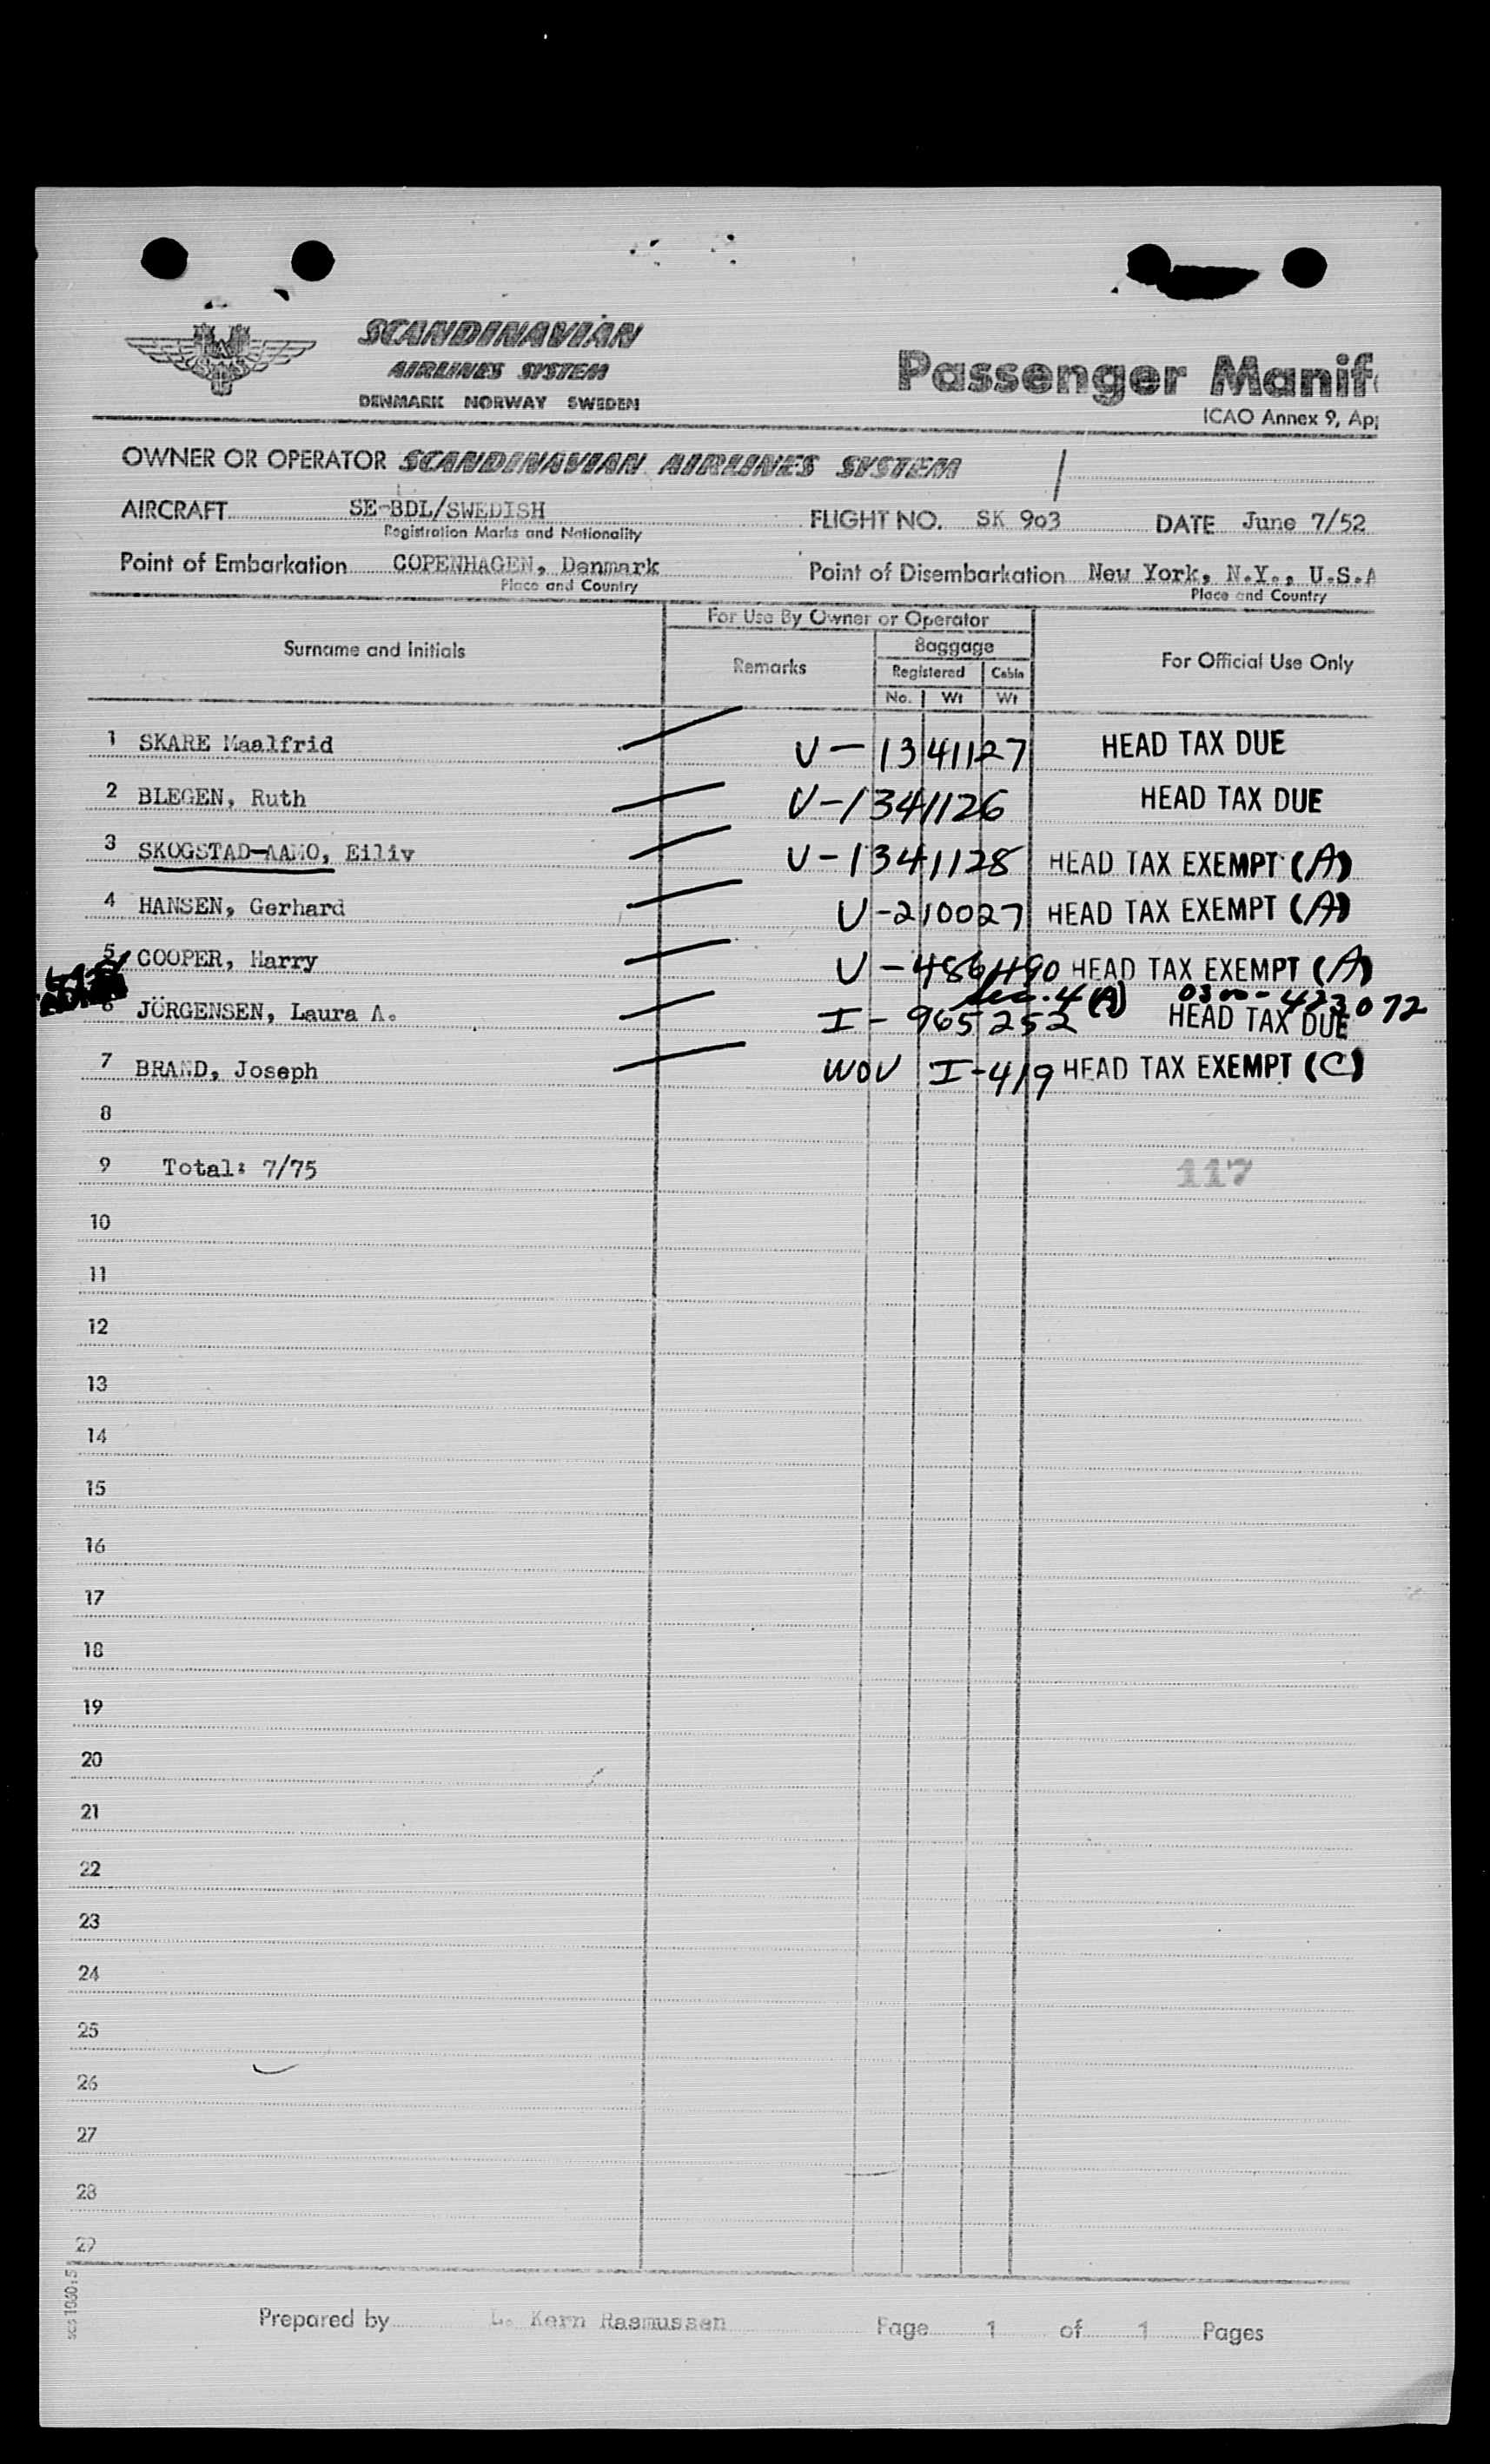 SCANDINAVIAN
AIRLINES SYSTEM
DENMARK NORWAY SWEDEN
Passenger Manif
ICAO Annex 9, Ap
OWNER OR OPERATOR SCANDINAVIAN AIRLINES SYSTEM
AIRCRAFT SE-BDL/SWEDISH FLIGHT NO. SK 903 DATE June 7/52
Registration Marks and Nationality
Point of Embarkation COPENHAGEN, Denmark Point of Disembarkation New York, N.Y., U.S.A
Place and Country Place and Country
For Use By Owner or Operator
Surname and Initials Remarks Baggage For Official Use Only
Registered Cabin
No. Wt Wt
1 SKARE Maalfrid V-1341127 HEAD TAX DUE
2 BLEGEN, Ruth V-1341126 HEAD TAX DUE
3 SKOGSTAD-AAMO, Eiliv V-1341128 HEAD TAX EXEMPT (A)
4 HANSEN, Gerhard V-210027 HEAD TAX EXEMPT (A)
5 COOPER, Harry V-486490 HEAD TAX EXEMPT (A)
Sec. 4 (A) 0300-423072
6 JÖRGENSEN, Laura A. I-965252 HEAD TAX DUE
7 BRAND, Joseph WOV I-419 HEAD TAX EXEMPT (C)
8
9 Total: 7/75 117
10
11
12
13
14
15
16
17
18
19
20
21
22
23
24
25
26
27
28
29
scs 1060:5
Prepared by L. Kern Rasmussen Page 1 of 1 Pages